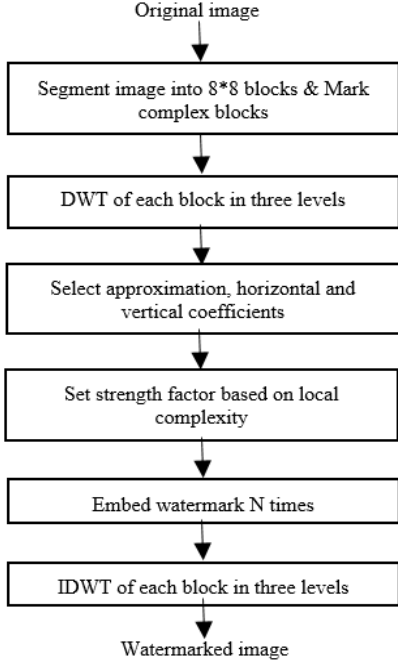 Original image
Segment image into 8*8 blocks & Mark
complex blocks
DWT of each block in three levels
Select approximation, horizontal and
vertical coefficients
Set strength factor based on local
complexity
Embed watermark N times
IDWT of each block in three levels
Watermarked image